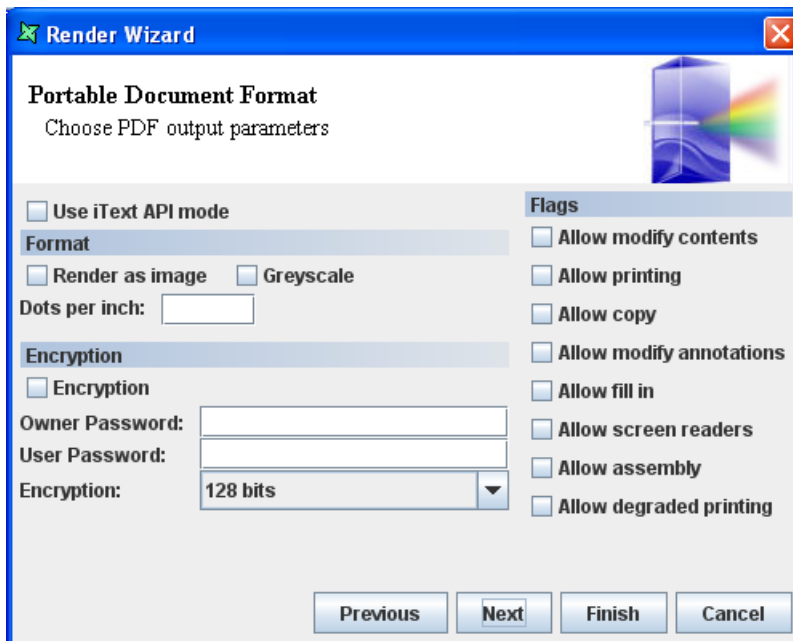 Render Wizard
Portable Document Format
Choose PDF output parameters
Use iText API mode
Format
Render as image Greyscale
Dots per inch:
Encryption
Encryption
Owner Password:
User Password:
Encryption: 128 bits
Flags
Allow modify contents
Allow printing
Allow copy
Allow modify annotations
Allow fill in
Allow screen readers
Allow assembly
Allow degraded printing
Previous Next Finish Cancel